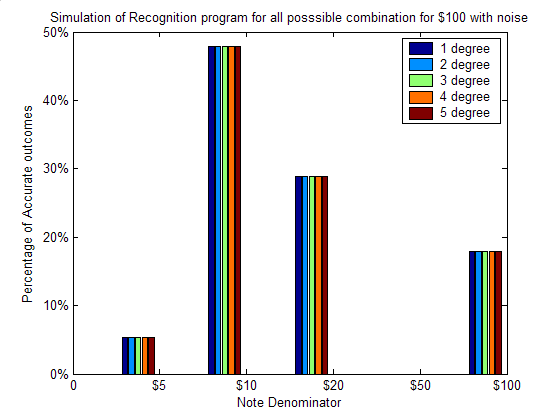 Simulation of Recognition program for all posssible combination for $100 with noise
50%
40%
30%
20%
10%
0%
Percentage of Accurate outcomes
1 degree
2 degree
3 degree
4 degree
5 degree
0 $5 $10 $20 $50 $100
Note Denominator